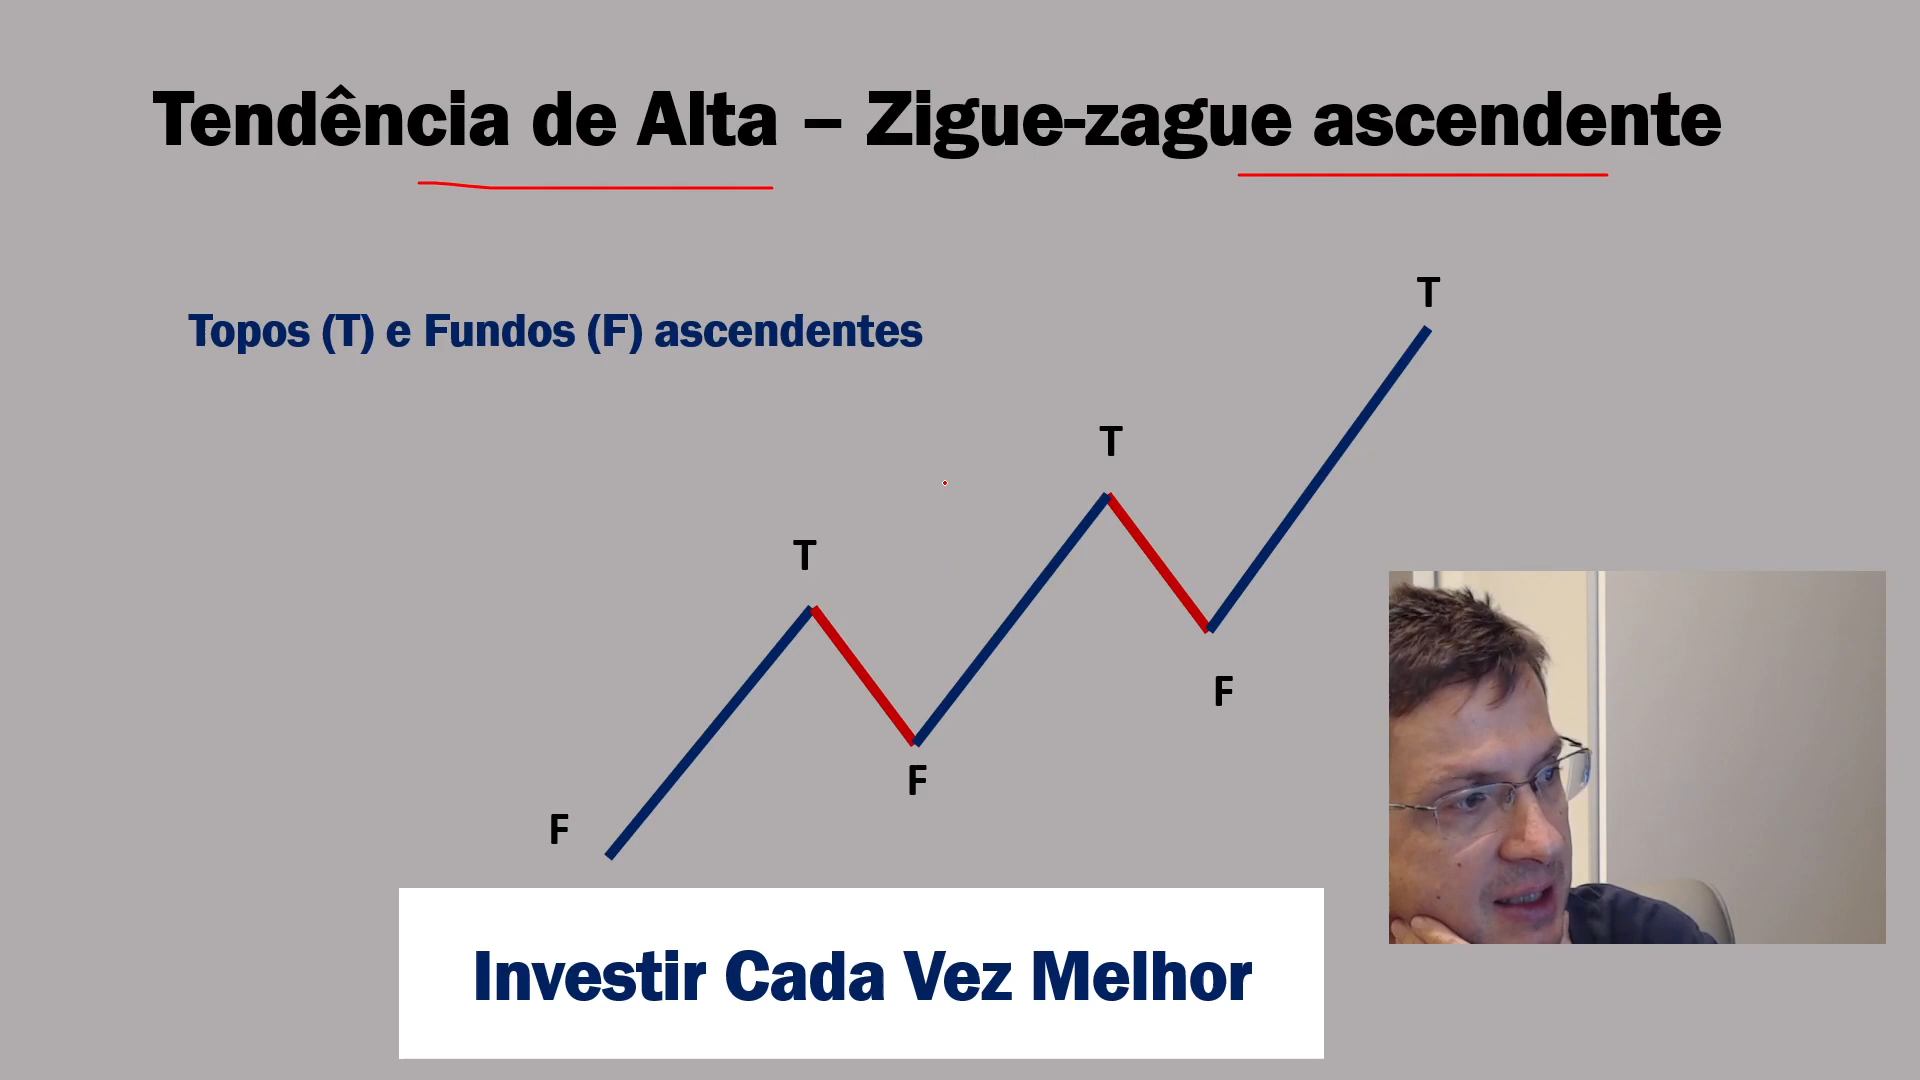 Tendência de Alta – Zigue-zague ascendente
Topos (T) e Fundos (F) ascendentes
T
T
T
F
F
F
Investir Cada Vez Melhor